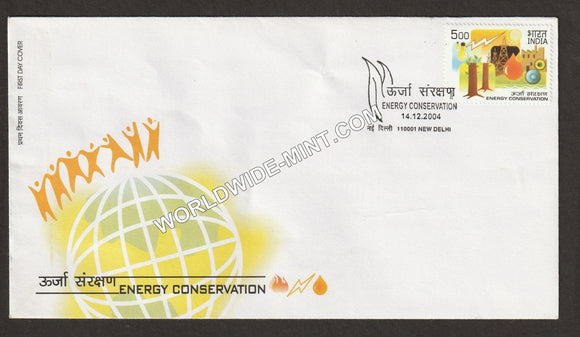 प्रथम दिवस आवरण FIRST DAY COVER
5.00 भारत
INDIA
ऊर्जा संरक्षण
ENERGY CONSERVATION
ऊर्जा संरक्षण
ENERGY CONSERVATION
14.12.2004
नई दिल्ली 110001 NEW DELHI
WORLDWIDE-MINT.COM
ऊर्जा संरक्षण
ENERGY CONSERVATION